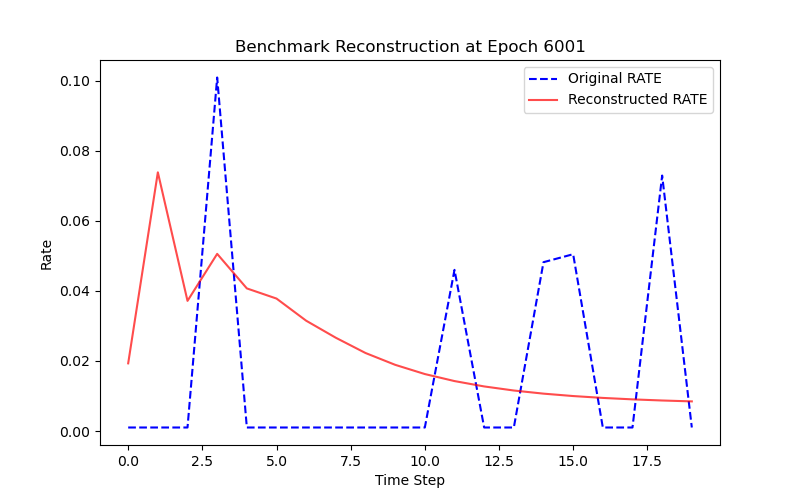 Benchmark Reconstruction at Epoch 6001
Original RATE
Reconstructed RATE
0.10
0.08
0.06
0.04
0.02
0.00
Rate
0.0 2.5 5.0 7.5 10.0 12.5 15.0 17.5
Time Step